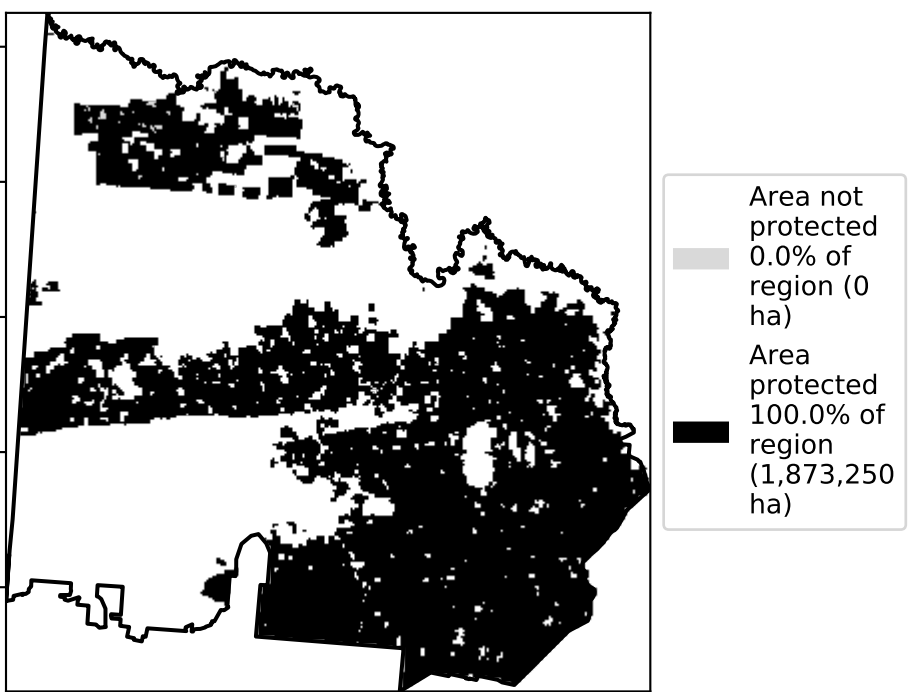 Area not
protected
0.0% of
region (0
ha)
Area
protected
100.0% of
region
(1,873,250
ha)